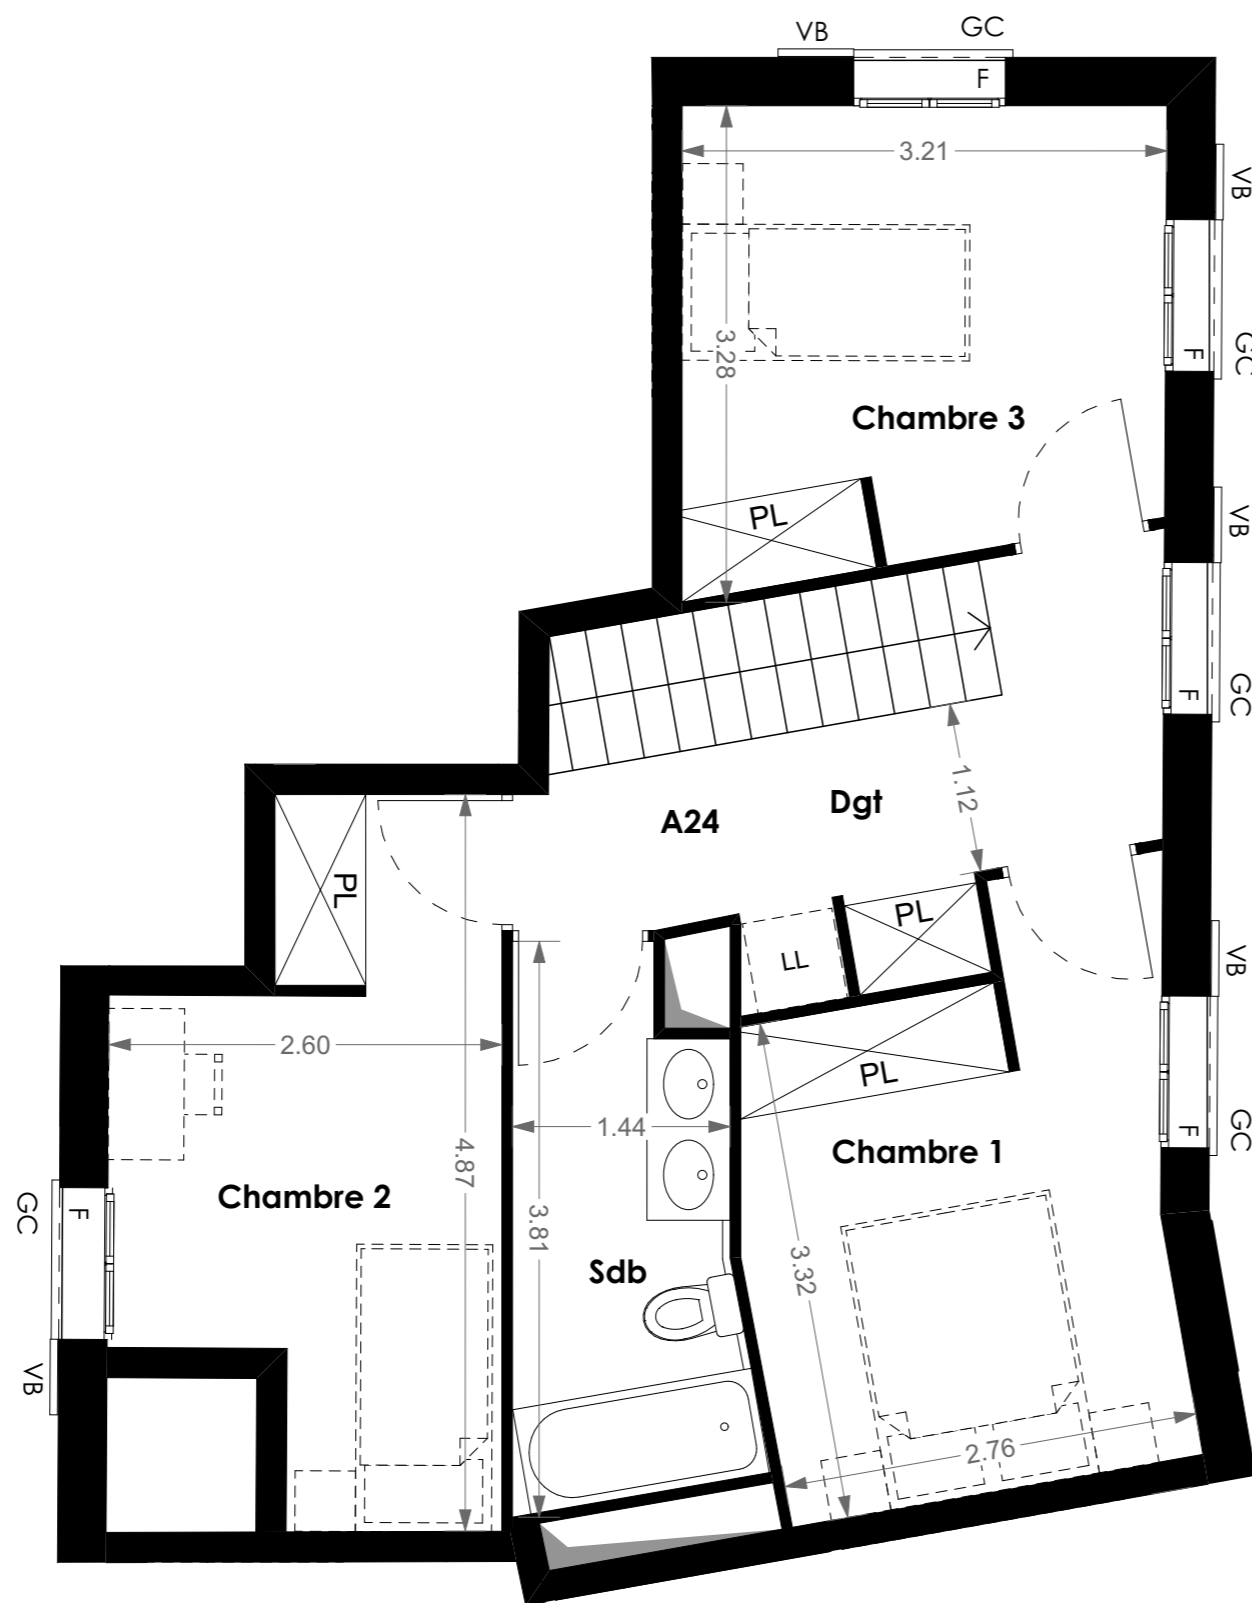 VB
GC
F
3.21
VB
3.28
F
GC
Chambre 3
PL
VB
F
GC
1.12
Dgt
A24
PL
PL
LL
VB
2.60
PL
1.44
F
GC
Chambre 1
4.87
Chambre 2
GC
F
3.81
3.32
Sdb
VB
2.76